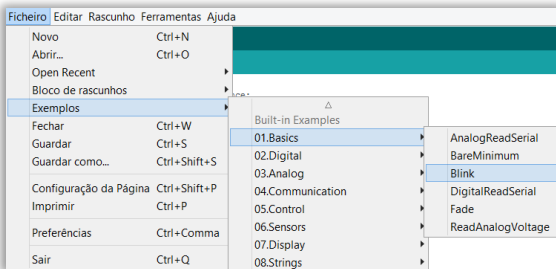 Ficheiro Editar Rascunho Ferramentas Ajuda
Novo Ctrl+N
Abrir... Ctrl+O
Open Recent
Bloco de rascunhos
Exemplos
Fechar Ctrl+W
Guardar Ctrl+S
Guardar como... Ctrl+Shift+S
Configuração da Página Ctrl+Shift+P
Imprimir Ctrl+P
Preferências Ctrl+Comma
Sair Ctrl+Q
Built-in Examples
01.Basics
02.Digital
03.Analog
04.Communication
05.Control
06.Sensors
07.Display
08.Strings
AnalogReadSerial
BareMinimum
Blink
DigitalReadSerial
Fade
ReadAnalogVoltage